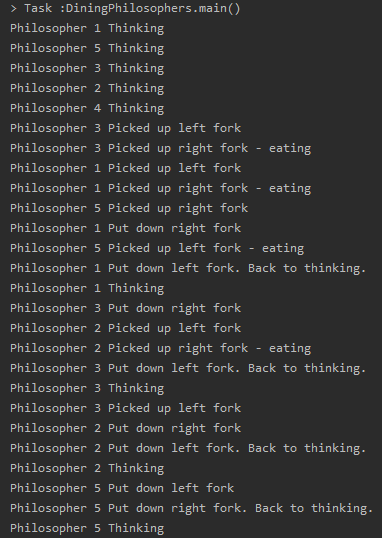 > Task :DiningPhilosophers.main()
Philosopher 1 Thinking
Philosopher 5 Thinking
Philosopher 3 Thinking
Philosopher 2 Thinking
Philosopher 4 Thinking
Philosopher 3 Picked up left fork
Philosopher 3 Picked up right fork - eating
Philosopher 1 Picked up left fork
Philosopher 1 Picked up right fork - eating
Philosopher 5 Picked up right fork
Philosopher 1 Put down right fork
Philosopher 5 Picked up left fork - eating
Philosopher 1 Put down left fork. Back to thinking.
Philosopher 1 Thinking
Philosopher 3 Put down right fork
Philosopher 2 Picked up left fork
Philosopher 2 Picked up right fork - eating
Philosopher 3 Put down left fork. Back to thinking.
Philosopher 3 Thinking
Philosopher 3 Picked up left fork
Philosopher 2 Put down right fork
Philosopher 2 Put down left fork. Back to thinking.
Philosopher 2 Thinking
Philosopher 5 Put down left fork
Philosopher 5 Put down right fork. Back to thinking.
Philosopher 5 Thinking